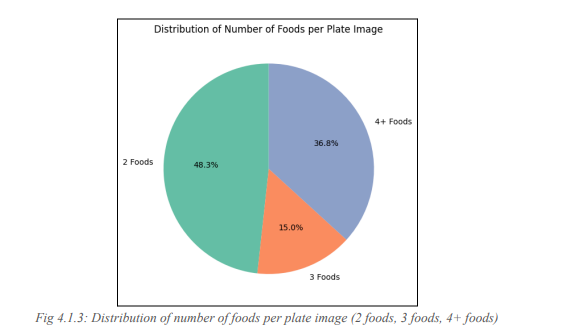 Distribution of Number of Foods per Plate Image
4+ Foods
36.8%
2 Foods
48.3%
15.0%
3 Foods
Fig 4.1.3: Distribution of number of foods per plate image (2 foods, 3 foods, 4+ foods)